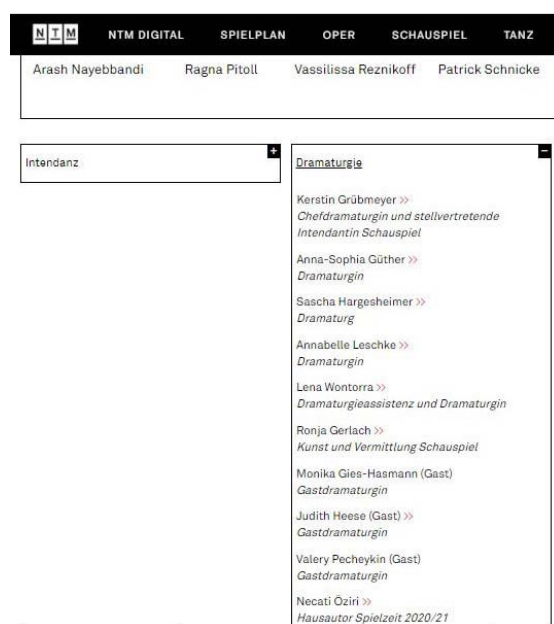 NTM NTM DIGITAL SPIELPLAN OPER SCHAUSPIEL TANZ
Arash Nayebbandi Ragna Pitoll Vassilissa Reznikoff Patrick Schnicke
Intendanz +
Dramaturgie −
Kerstin Grübmeyer >>
Chefdramaturgin und stellvertretende
Intendantin Schauspiel
Anna-Sophia Güther >>
Dramaturgin
Sascha Hargesheimer >>
Dramaturg
Annabelle Leschke >>
Dramaturgin
Lena Wontorra >>
Dramaturgieassistenz und Dramaturgin
Ronja Gerlach >>
Kunst und Vermittlung Schauspiel
Monika Gies-Hasmann (Gast)
Gastdramaturgin
Judith Heese (Gast) >>
Gastdramaturgin
Valery Pecheykin (Gast)
Gastdramaturgin
Necati Öziri >>
Hausautor Spielzeit 2020/21